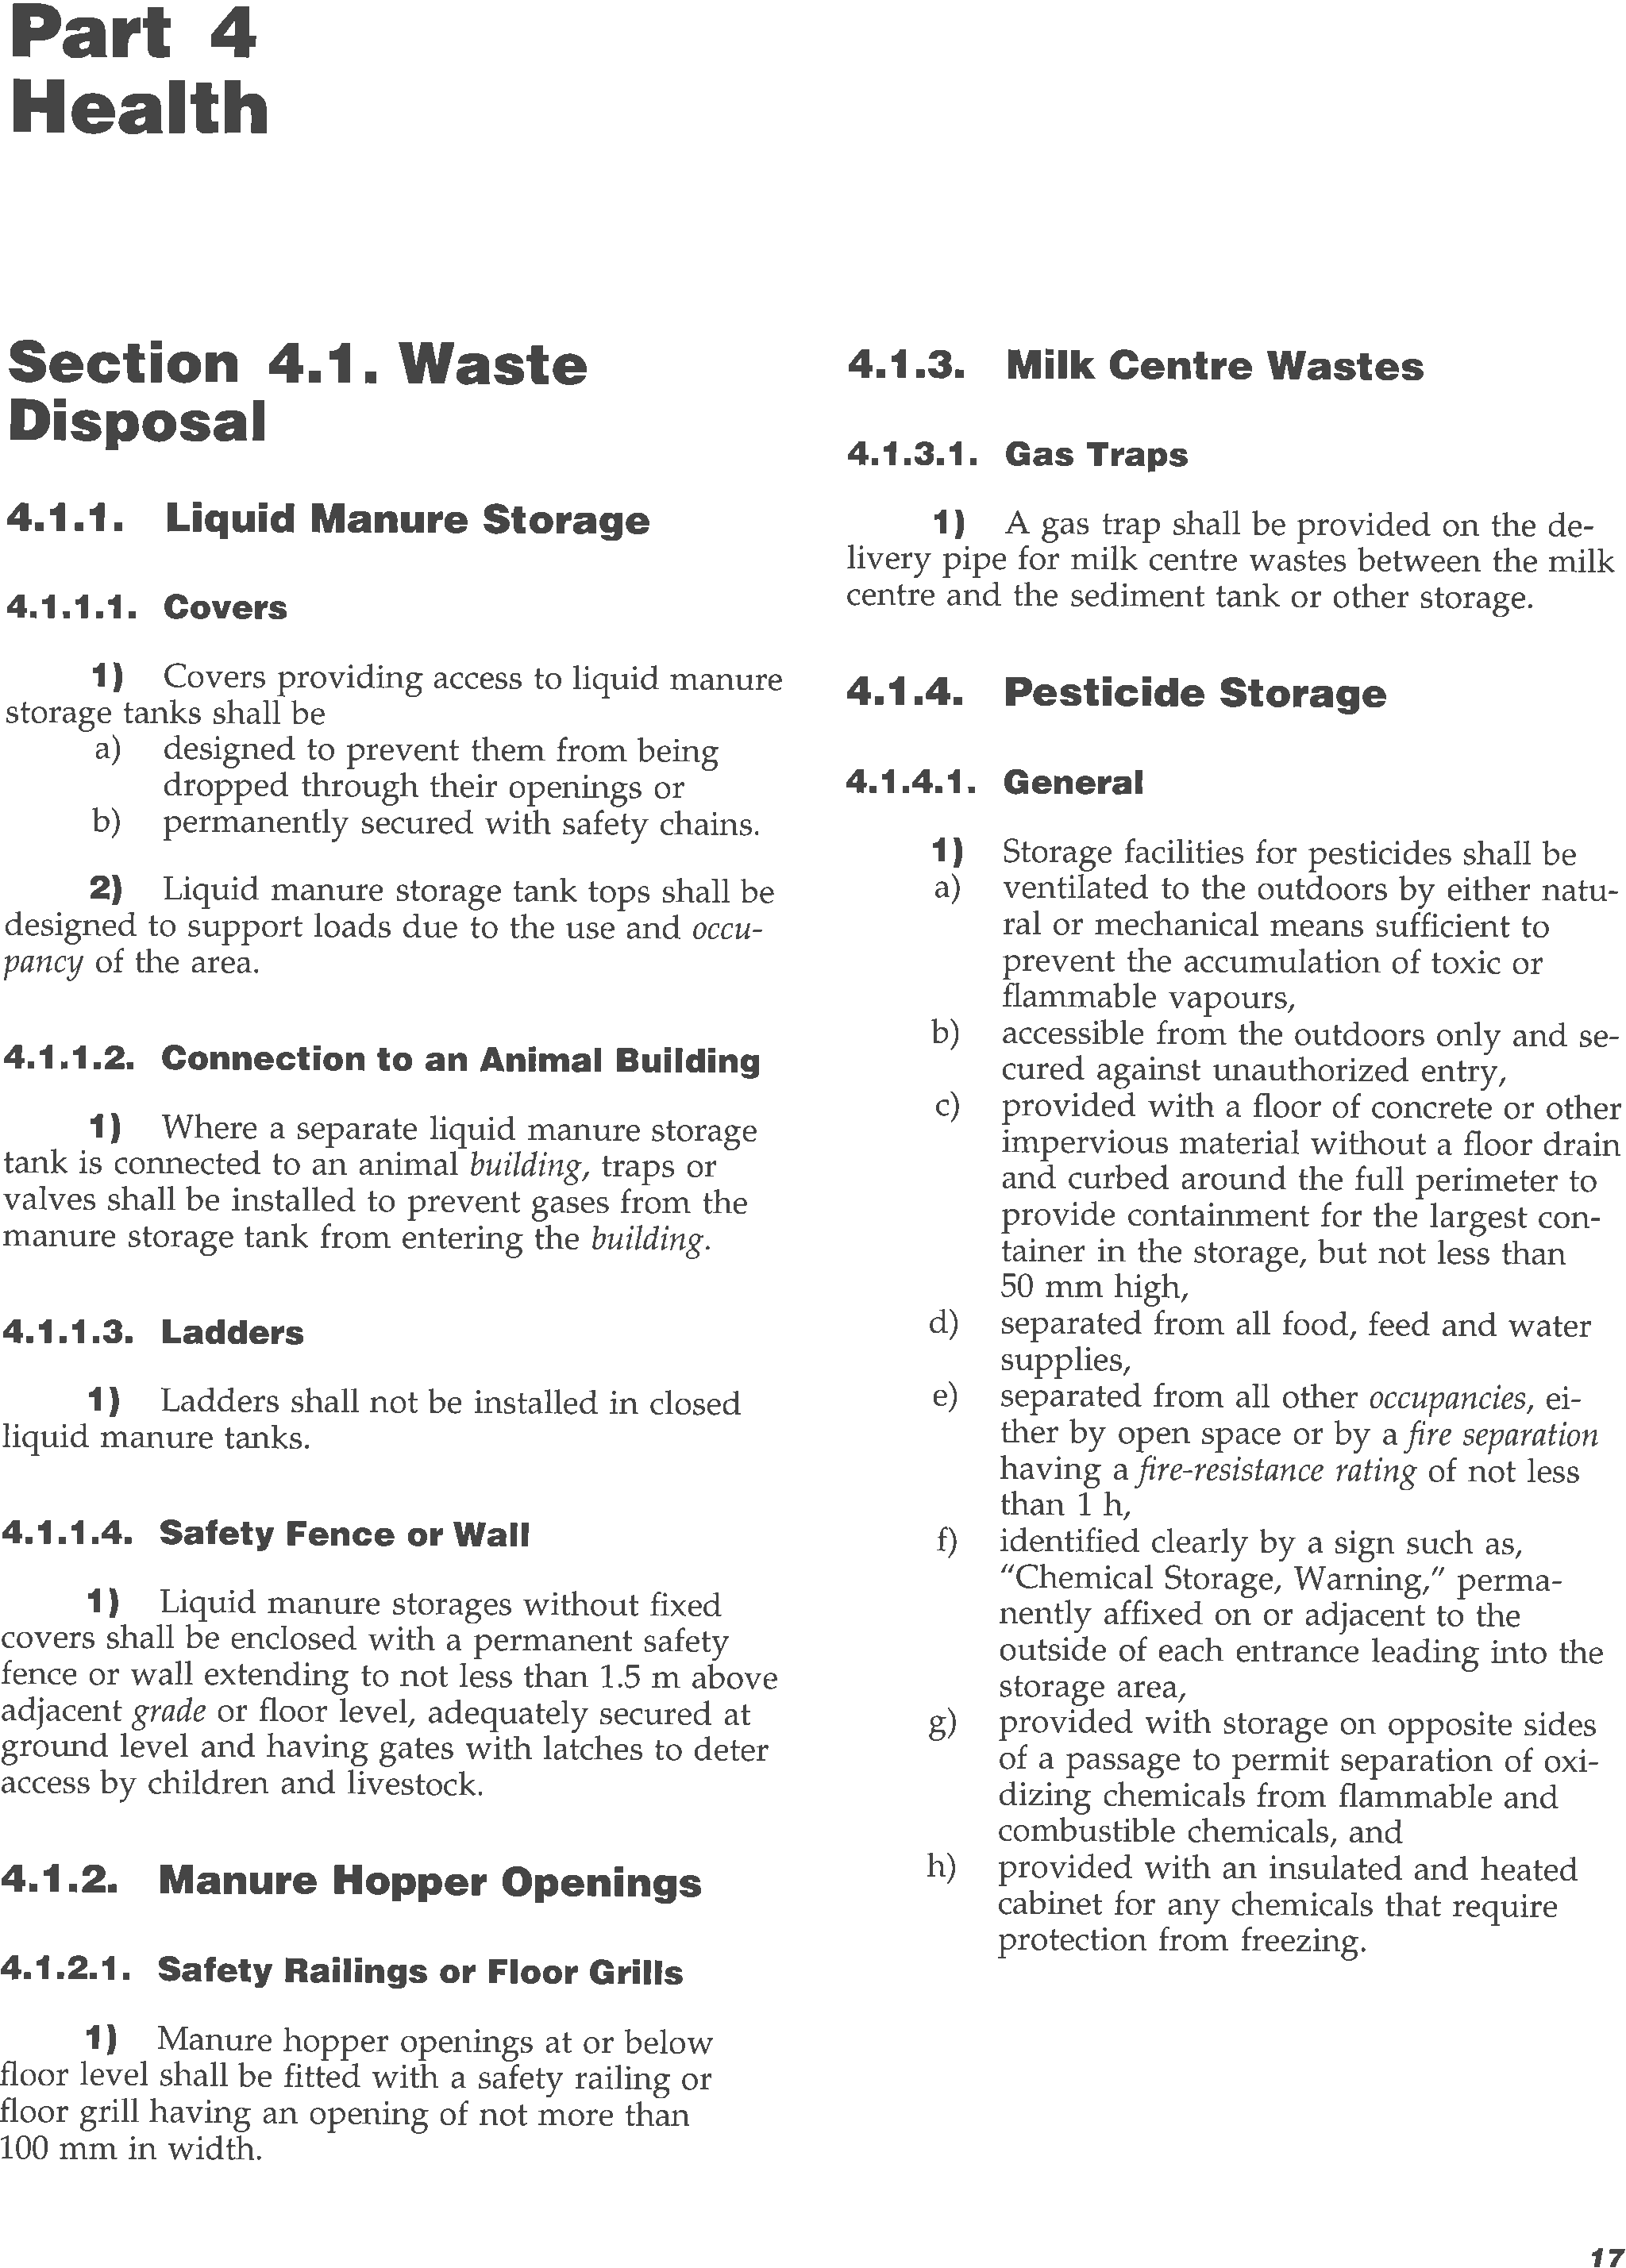 Part 4
Health
Section 4.1. Waste
Disposal
4.1.1. Liquid Manure Storage
4.1.1.1. Covers
1) Covers providing access to liquid manure
storage tanks shall be
a) designed to prevent them from being
dropped through their openings or
b) permanently secured with safety chains.
2) Liquid manure storage tank tops shall be
designed to support loads due to the use and occu-
pancy of the area.
4.1.1.2. Connection to an Animal Building
1) Where a separate liquid manure storage
tank is connected to an animal building, traps or
valves shall be installed to prevent gases from the
manure storage tank from entering the building.
4.1.1.3. Ladders
1) Ladders shall not be installed in closed
liquid manure tanks.
4.1.1.4. Safety Fence or Wall
1) Liquid manure storages without fixed
covers shall be enclosed with a permanent safety
fence or wall extending to not less than 1.5 m above
adjacent grade or floor level, adequately secured at
ground level and having gates with latches to deter
access by children and livestock.
4.1.2. Manure Hopper Openings
4.1.2.1. Safety Railings or Floor Grills
1) Manure hopper openings at or below
floor level shall be fitted with a safety railing or
floor grill having an opening of not more than
100 mm in width.
4.1.3. Milk Centre Wastes
4.1.3.1. Gas Traps
1) A gas trap shall be provided on the de-
livery pipe for milk centre wastes between the milk
centre and the sediment tank or other storage.
4.1.4. Pesticide Storage
4.1.4.1. General
1) Storage facilities for pesticides shall be
a) ventilated to the outdoors by either natu-
ral or mechanical means sufficient to
prevent the accumulation of toxic or
flammable vapours,
b) accessible from the outdoors only and se-
cured against unauthorized entry,
c) provided with a floor of concrete or other
impervious material without a floor drain
and curbed around the full perimeter to
provide containment for the largest con-
tainer in the storage, but not less than
50 mm high,
d) separated from all food, feed and water
supplies,
e) separated from all other occupancies, ei-
ther by open space or by a fire separation
having a fire-resistance rating of not less
than 1 h,
f) identified clearly by a sign such as,
"Chemical Storage, Warning," perma-
nently affixed on or adjacent to the
outside of each entrance leading into the
storage area,
g) provided with storage on opposite sides
of a passage to permit separation of oxi-
dizing chemicals from flammable and
combustible chemicals, and
h) provided with an insulated and heated
cabinet for any chemicals that require
protection from freezing.
17